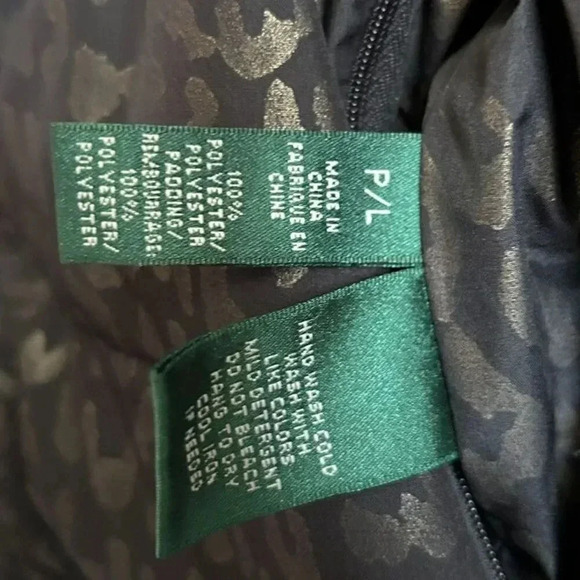 P/L
MADE IN
CHINA
FABRIQUE EN
CHINE
100%
POLYESTER/
POLYESTER
PADDING/
REMBOURRAGE:
100%
POLYESTER/
POLYESTER
HAND WASH COLD
WASH WITH
LIKE COLORS
MILD DETERGENT
DO NOT BLEACH
HANG TO DRY
COOL IRON
IF NEEDED